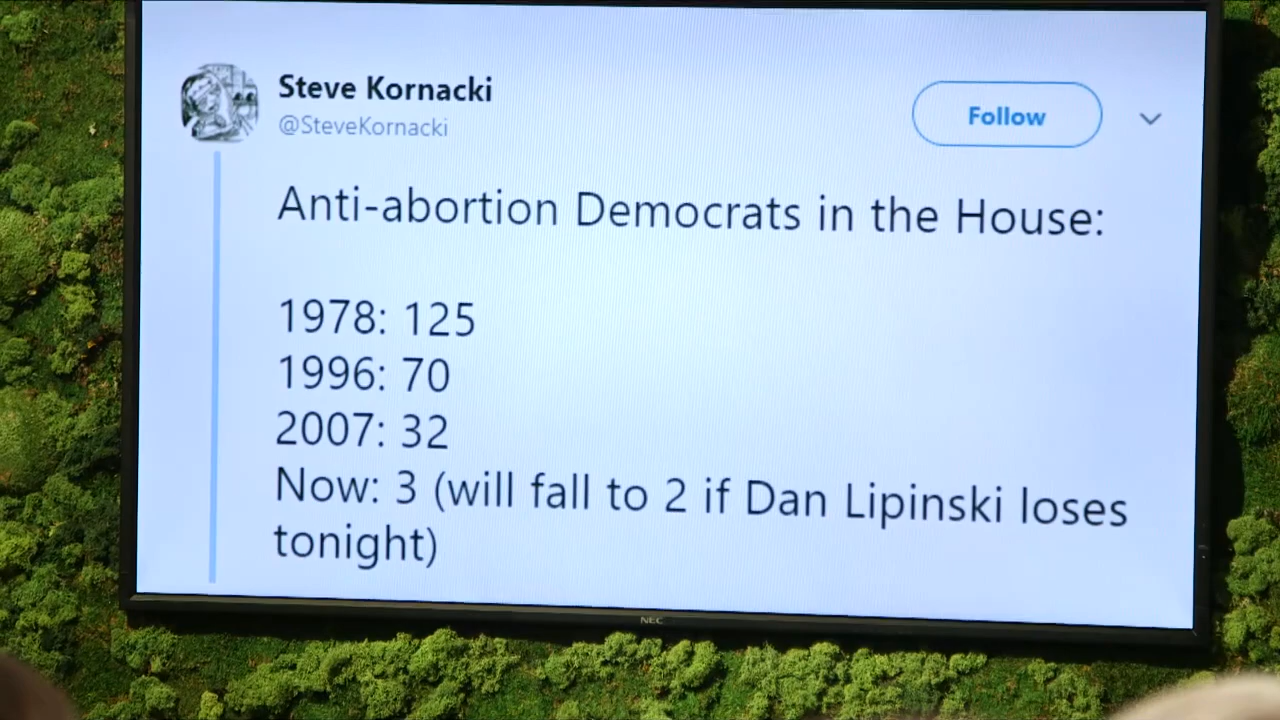 Steve Kornacki
@SteveKornacki
Follow
Anti-abortion Democrats in the House:
1978: 125
1996: 70
2007: 32
Now: 3 (will fall to 2 if Dan Lipinski loses
tonight)
NEC